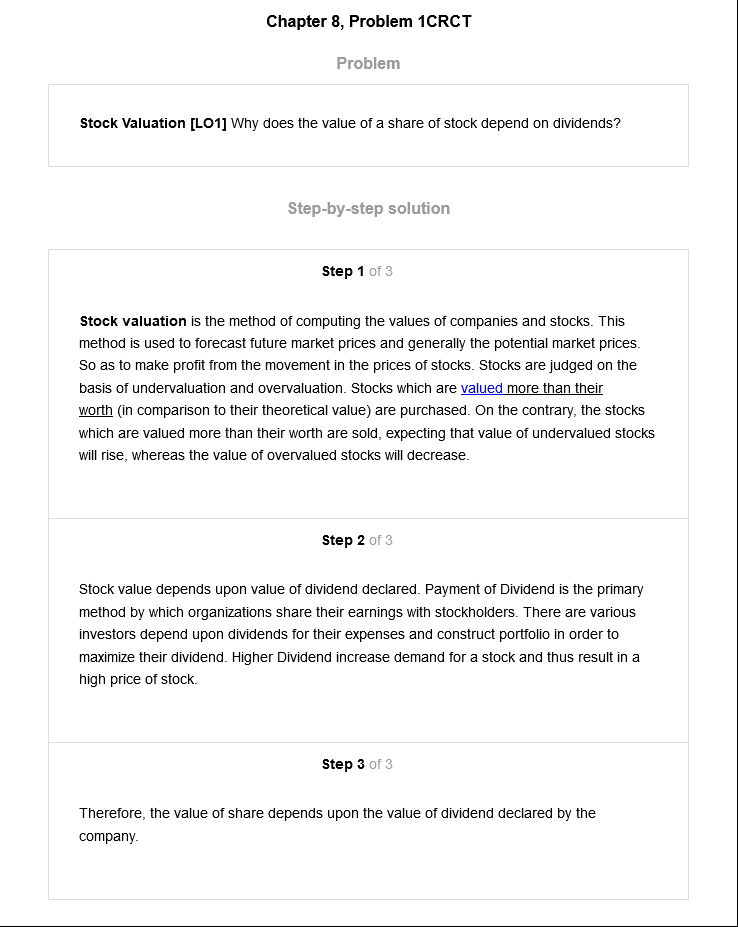 Chapter 8, Problem 1CRCT
Problem
Stock Valuation [LO1] Why does the value of a share of stock depend on dividends?
Step-by-step solution
Step 1 of 3
Stock valuation is the method of computing the values of companies and stocks. This
method is used to forecast future market prices and generally the potential market prices.
So as to make profit from the movement in the prices of stocks. Stocks are judged on the
basis of undervaluation and overvaluation. Stocks which are valued more than their
worth (in comparison to their theoretical value) are purchased. On the contrary, the stocks
which are valued more than their worth are sold, expecting that value of undervalued stocks
will rise, whereas the value of overvalued stocks will decrease.
Step 2 of 3
Stock value depends upon value of dividend declared. Payment of Dividend is the primary
method by which organizations share their earnings with stockholders. There are various
investors depend upon dividends for their expenses and construct portfolio in order to
maximize their dividend. Higher Dividend increase demand for a stock and thus result in a
high price of stock.
Step 3 of 3
Therefore, the value of share depends upon the value of dividend declared by the
company.